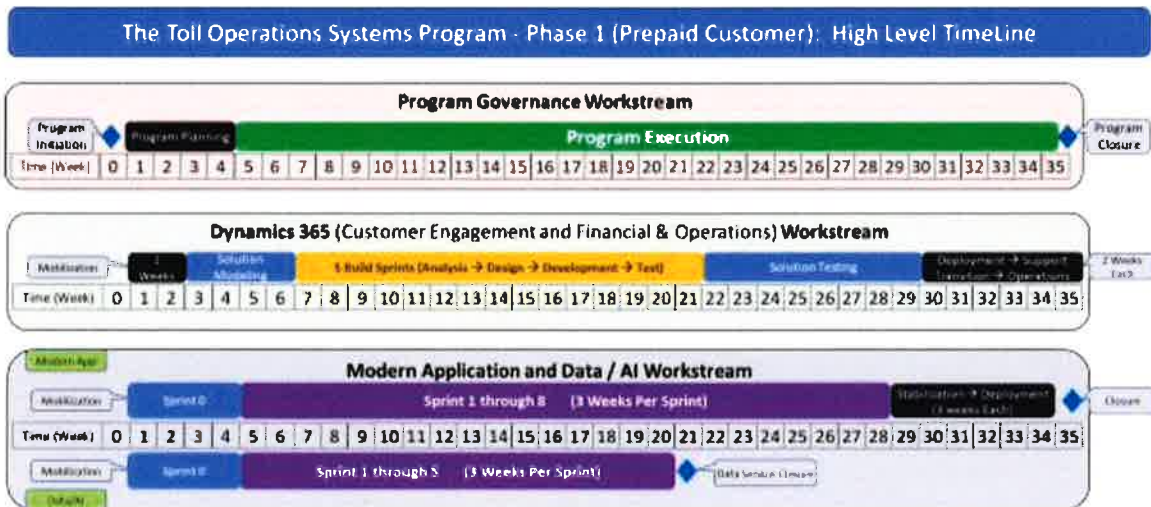 The Toll Operations Systems Program - Phase 1 (Prepaid Customer): High Level TimeLine
Program Governance Workstream
Program Initiation
Program Planning
Program Execution
Program Closure
Time (Week) 0 1 2 3 4 5 6 7 8 9 10 11 12 13 14 15 16 17 18 19 20 21 22 23 24 25 26 27 28 29 30 31 32 33 34 35
Dynamics 365 (Customer Engagement and Financial & Operations) Workstream
Mobilization
Weeks
Solution Modeling
5 Build Sprints (Analysis → Design → Development → Test)
Solution Testing
Deployment → Support
Transition → Operations
2 Weeks Each
Time (Week) 0 1 2 3 4 5 6 7 8 9 10 11 12 13 14 15 16 17 18 19 20 21 22 23 24 25 26 27 28 29 30 31 32 33 34 35
Modern App
Modern Application and Data / AI Workstream
Mobilization
Sprint 0
Sprint 1 through 8 (3 Weeks Per Sprint)
Stabilization → Deployment
(3 weeks Each)
Closure
Time (Week) 0 1 2 3 4 5 6 7 8 9 10 11 12 13 14 15 16 17 18 19 20 21 22 23 24 25 26 27 28 29 30 31 32 33 34 35
Mobilization
Sprint 0
Sprint 1 through 5 (3 Weeks Per Sprint)
Data Service Closure
Data/AI